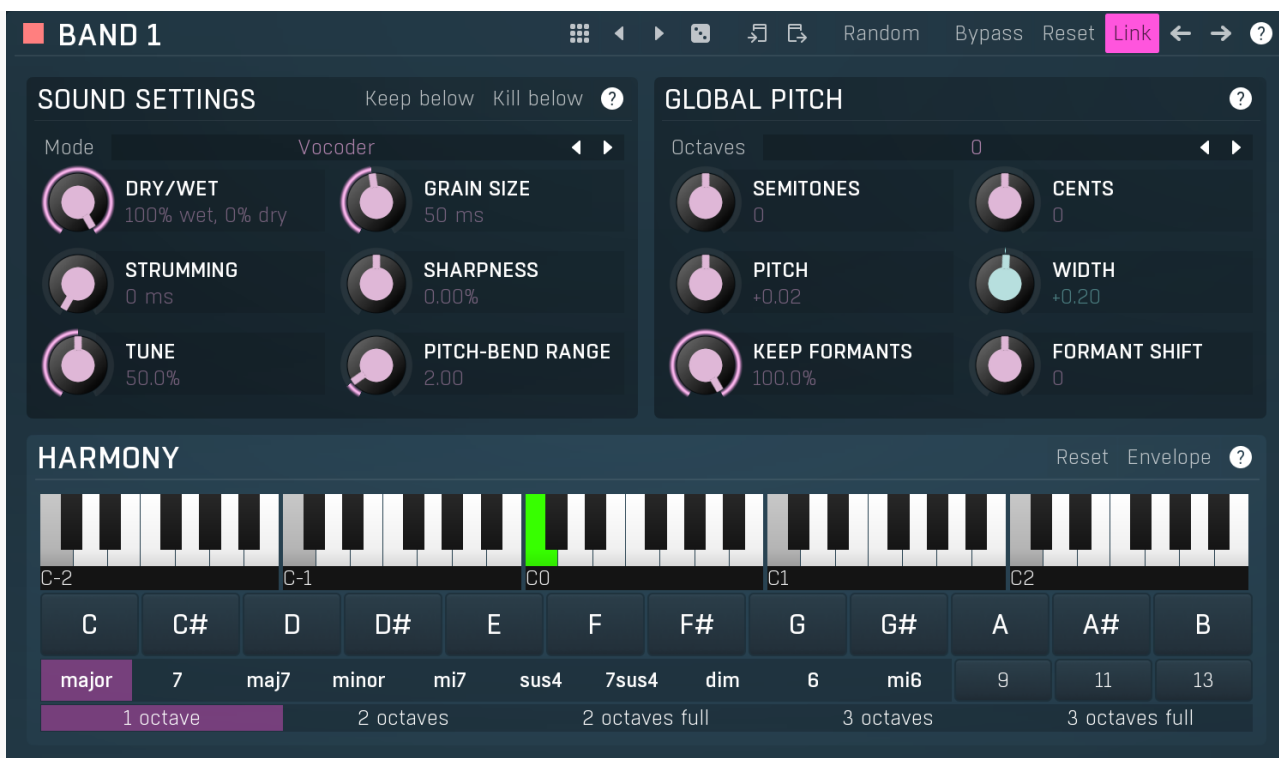 BAND 1 Random Bypass Reset Link ?
SOUND SETTINGS Keep below Kill below ?
Mode Vocoder
DRY/WET
100% wet, 0% dry
GRAIN SIZE
50 ms
STRUMMING
0 ms
SHARPNESS
0.00%
TUNE
50.0%
PITCH-BEND RANGE
2.00
GLOBAL PITCH ?
Octaves 0
SEMITONES
0
CENTS
0
PITCH
+0.02
WIDTH
+0.20
KEEP FORMANTS
100.0%
FORMANT SHIFT
0
HARMONY Reset Envelope ?
C-2 C-1 C0 C1 C2
C C# D D# E F F# G G# A A# B
major 7 maj7 minor mi7 sus4 7sus4 dim 6 mi6 9 11 13
1 octave 2 octaves 2 octaves full 3 octaves 3 octaves full